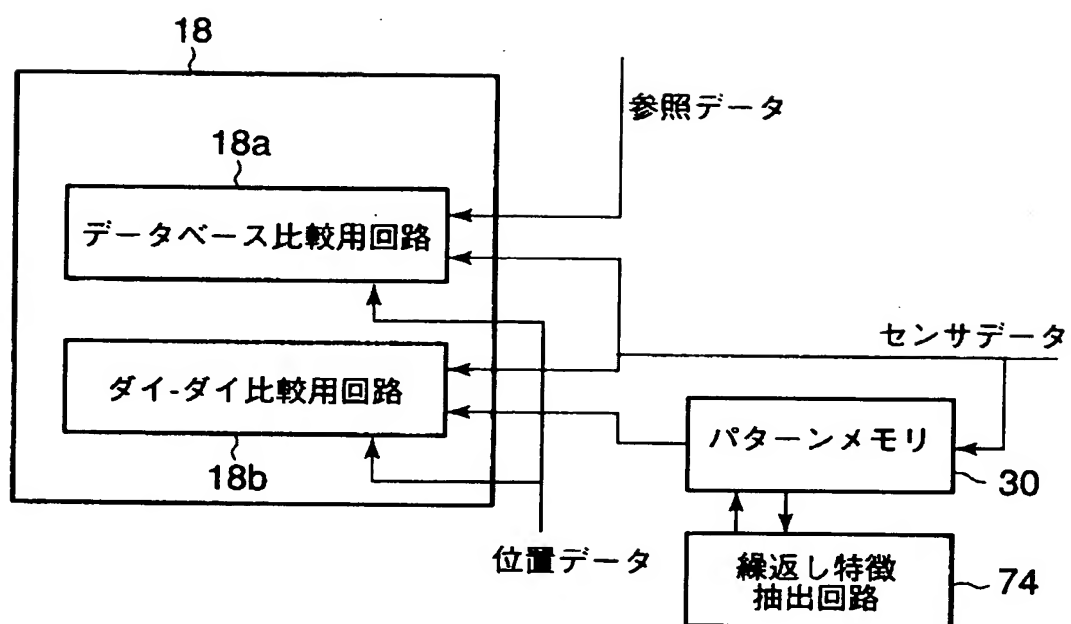 18
参照データ
18a
データベース比較用回路
センサデータ
ダイ-ダイ比較用回路
パターンメモリ
18b
30
位置データ
繰返し特徴
抽出回路
74